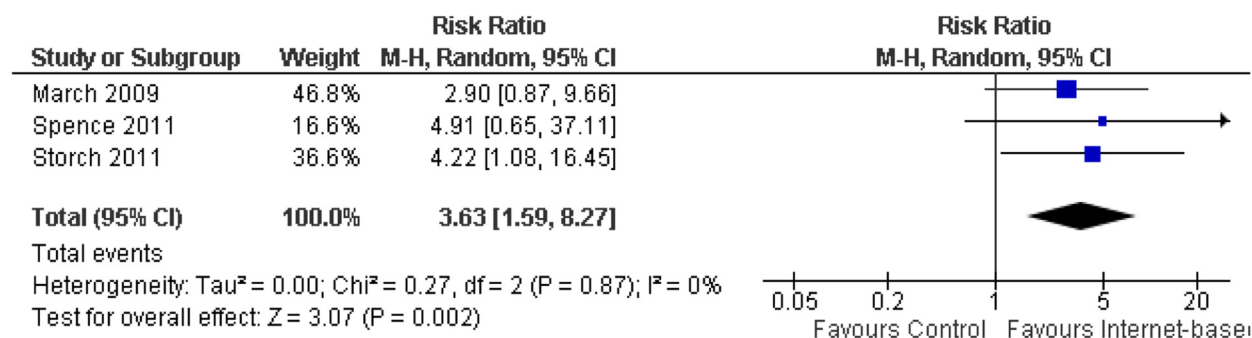 Risk Ratio Risk Ratio
Study or Subgroup Weight M-H, Random, 95% CI M-H, Random, 95% CI
March 2009 46.8% 2.90 [0.87, 9.66]
Spence 2011 16.6% 4.91 [0.65, 37.11]
Storch 2011 36.6% 4.22 [1.08, 16.45]
Total (95% CI) 100.0% 3.63 [1.59, 8.27]
Total events
Heterogeneity: Tau² = 0.00; Chi² = 0.27, df = 2 (P = 0.87); I² = 0%
Test for overall effect: Z = 3.07 (P = 0.002)
0.05 0.2 1 5 20
Favours Control Favours Internet-based